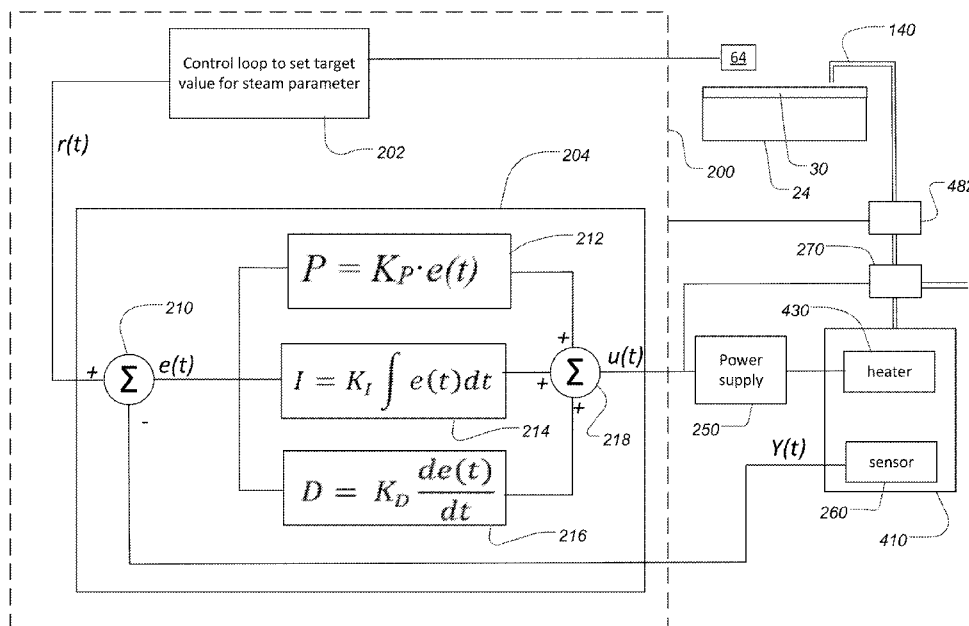 140
Control loop to set target
value for steam parameter
64
r(t)
202
200
30
24
204
482
212
P = K_P · e(t)
270
210
430
e(t)
u(t)
+
Σ
-
I = K_I ∫ e(t)dt
+
+
+
Σ
Power
supply
heater
214
218
250
Y(t)
D = K_D de(t)/dt
sensor
216
260
410